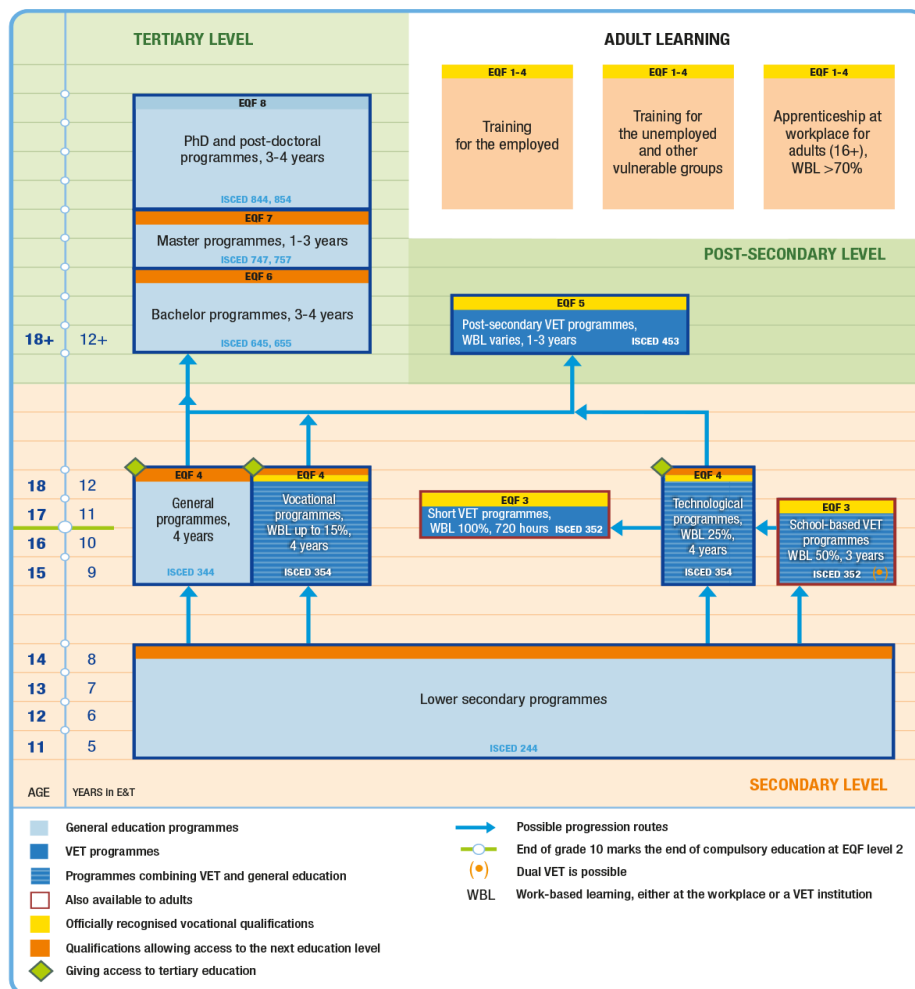 TERTIARY LEVEL
ADULT LEARNING
EQF 1-4
Training
for the employed
EQF 1-4
Training for
the unemployed
and other
vulnerable groups
EQF 1-4
Apprenticeship at
workplace for
adults (16+),
WBL >70%
EQF 8
PhD and post-doctoral
programmes, 3-4 years
ISCED 844, 854
EQF 7
Master programmes, 1-3 years
ISCED 747, 757
EQF 6
Bachelor programmes, 3-4 years
ISCED 645, 655
POST-SECONDARY LEVEL
EQF 5
Post-secondary VET programmes,
WBL varies, 1-3 years
ISCED 453
18+ 12+
18 12
17 11
16 10
15 9
EQF 4
General
programmes,
4 years
ISCED 344
EQF 4
Vocational
programmes,
WBL up to 15%,
4 years
ISCED 354
EQF 3
Short VET programmes,
WBL 100%, 720 hours ISCED 352
EQF 4
Technological
programmes,
WBL 25%,
4 years
ISCED 354
EQF 3
School-based VET
programmes
WBL 50%, 3 years
ISCED 352
14 8
13 7
12 6
11 5
Lower secondary programmes
ISCED 244
AGE YEARS in E&T
SECONDARY LEVEL
General education programmes
VET programmes
Programmes combining VET and general education
Also available to adults
Officially recognised vocational qualifications
Qualifications allowing access to the next education level
Giving access to tertiary education
Possible progression routes
End of grade 10 marks the end of compulsory education at EQF level 2
Dual VET is possible
WBL Work-based learning, either at the workplace or a VET institution